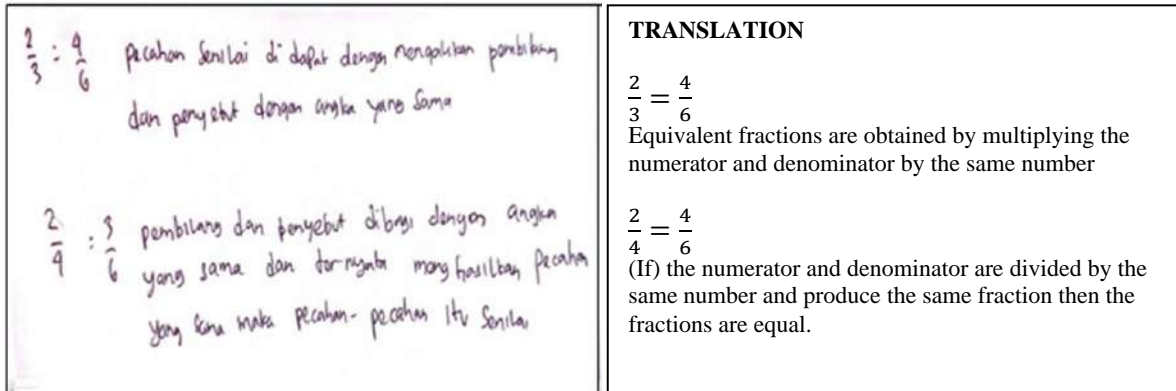 2/3 = 4/6 pecahan Senilai di dapat dengan mengalikan pembilang
dan penyebut dengan angka yang Sama
2/4 = 3/6 pembilang dan penyebut dibagi dengan angka
yang sama dan ternyata menghasilkan Pecahan
yang sama maka pecahan-pecahan itu Senilai
TRANSLATION
2/3 = 4/6
Equivalent fractions are obtained by multiplying the
numerator and denominator by the same number
2/4 = 4/6
(If) the numerator and denominator are divided by the
same number and produce the same fraction then the
fractions are equal.